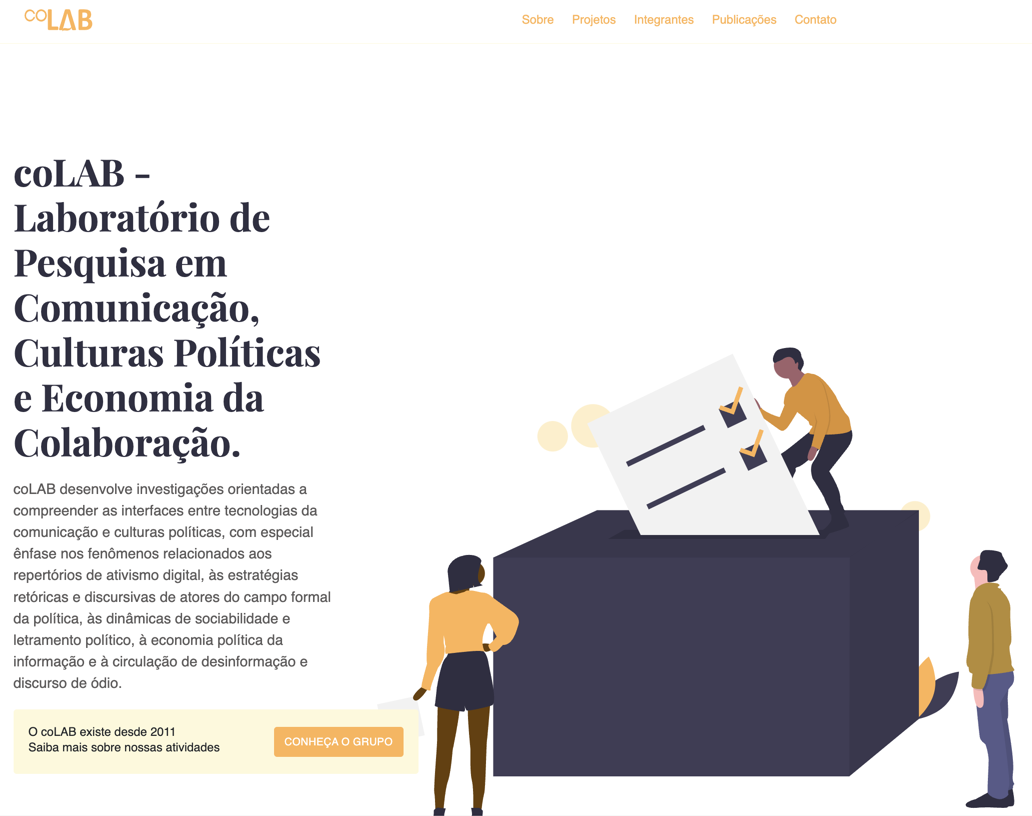 coLAB
Sobre Projetos Integrantes Publicações Contato
coLAB -
Laboratório de
Pesquisa em
Comunicação,
Culturas Políticas
e Economia da
Colaboração.
coLAB desenvolve investigações orientadas a
compreender as interfaces entre tecnologias da
comunicação e culturas políticas, com especial
ênfase nos fenômenos relacionados aos
repertórios de ativismo digital, às estratégias
retóricas e discursivas de atores do campo formal
da política, às dinâmicas de sociabilidade e
letramento político, à economia política da
informação e à circulação de desinformação e
discurso de ódio.
O coLAB existe desde 2011
Saiba mais sobre nossas atividades
CONHEÇA O GRUPO